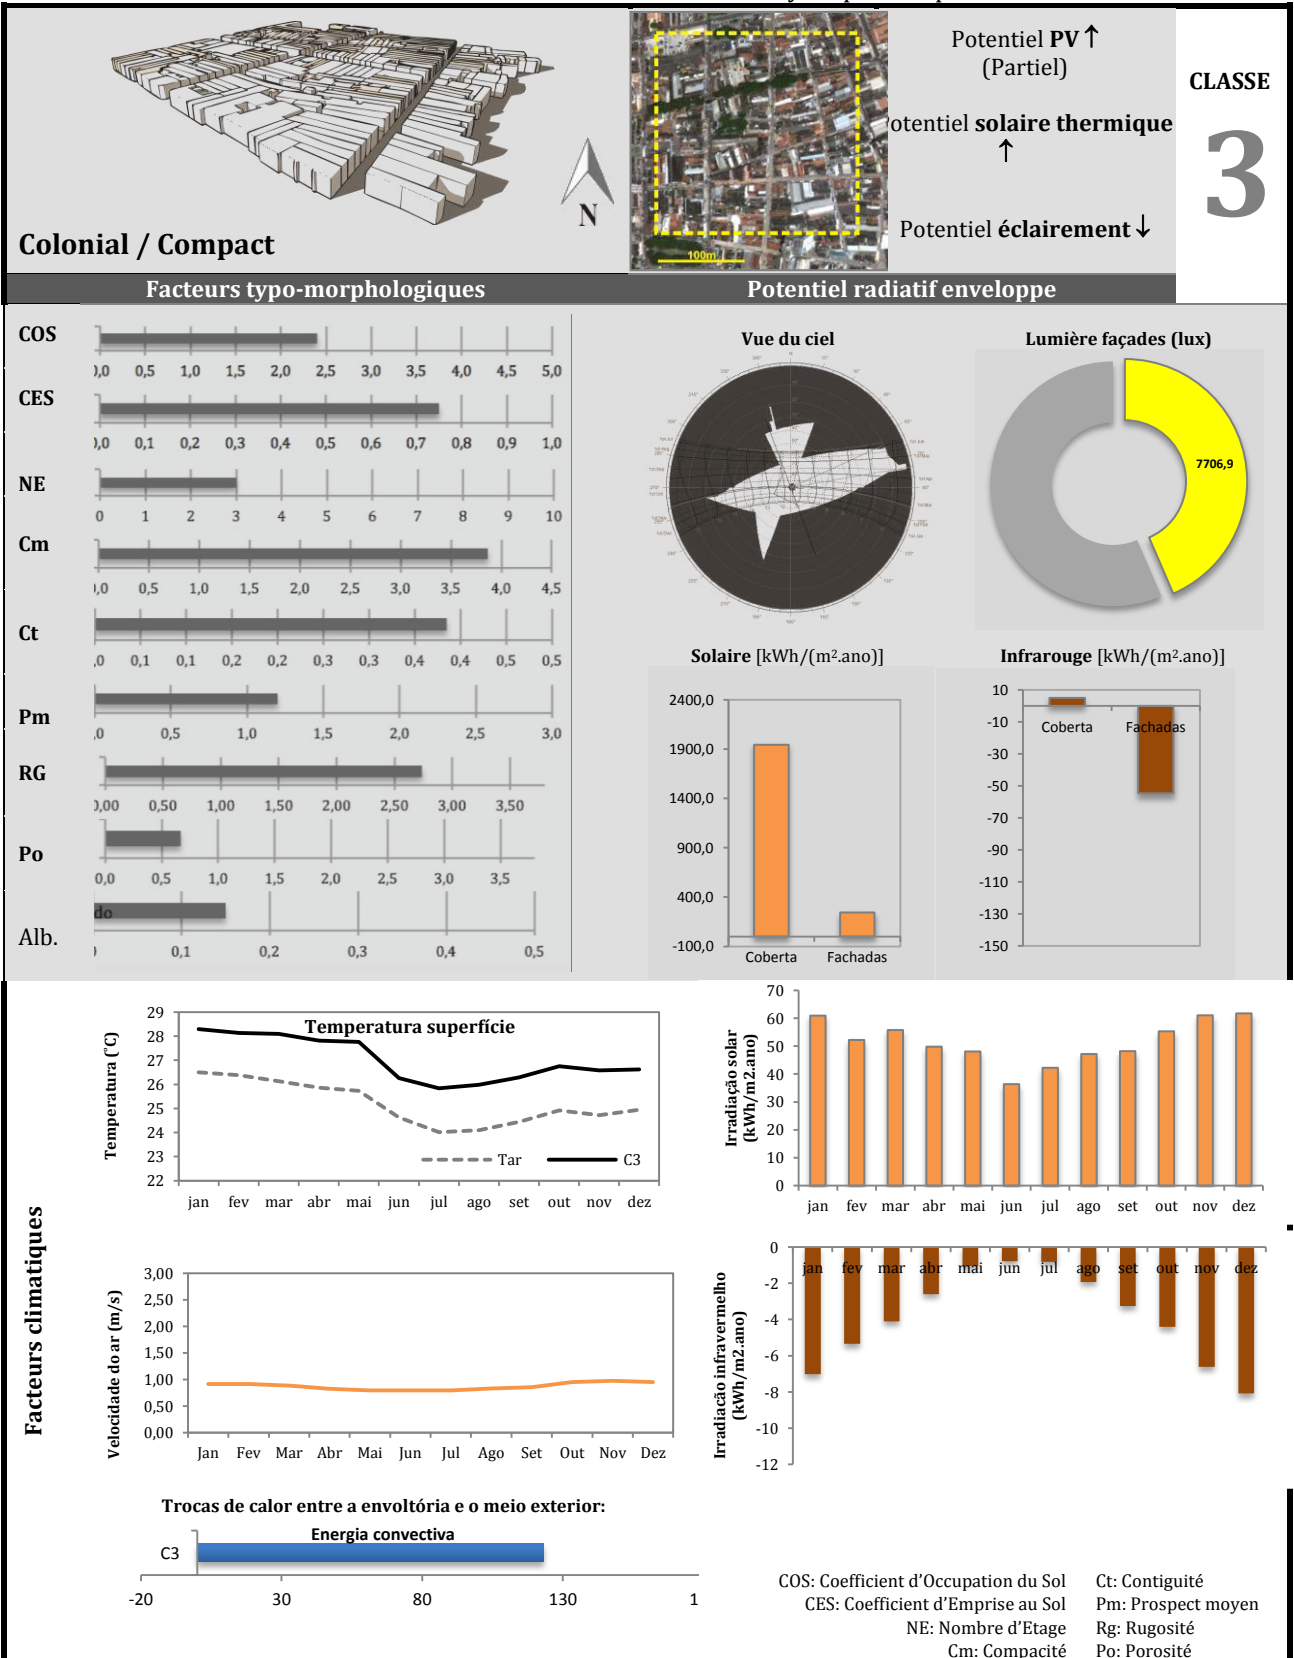 Potentiel PV ↑
(Partiel)
otentiel solaire thermique
↑
Potentiel éclairement ↓
CLASSE
3
N
100m
Colonial / Compact
Facteurs typo-morphologiques
Potentiel radiatif enveloppe
COS
0,0 0,5 1,0 1,5 2,0 2,5 3,0 3,5 4,0 4,5 5,0
CES
0,0 0,1 0,2 0,3 0,4 0,5 0,6 0,7 0,8 0,9 1,0
NE
0 1 2 3 4 5 6 7 8 9 10
Cm
0,0 0,5 1,0 1,5 2,0 2,5 3,0 3,5 4,0 4,5
Ct
,0 0,1 0,1 0,2 0,2 0,3 0,3 0,4 0,4 0,5 0,5
Pm
,0 0,5 1,0 1,5 2,0 2,5 3,0
RG
0,00 0,50 1,00 1,50 2,00 2,50 3,00 3,50
Po
0,0 0,5 1,0 1,5 2,0 2,5 3,0 3,5
do
Alb.
0,1 0,2 0,3 0,4 0,5
Vue du ciel
Lumière façades (lux)
7706,9
Solaire [kWh/(m².ano)]
2400,0
1900,0
1400,0
900,0
400,0
-100,0
Coberta Fachadas
Infrarouge [kWh/(m².ano)]
10
-10
-30
-50
-70
-90
-110
-130
-150
Coberta Fachadas
Facteurs climatiques
Temperatura superfície
Temperatura (˚C)
29
28
27
26
25
24
23
22
Tar C3
jan fev mar abr mai jun jul ago set out nov dez
Irradiação solar
(kWh/m2.ano)
70
60
50
40
30
20
10
0
jan fev mar abr mai jun jul ago set out nov dez
Velocidade do ar (m/s)
3,00
2,50
2,00
1,50
1,00
0,50
0,00
Jan Fev Mar Abr Mai Jun Jul Ago Set Out Nov Dez
Irradiacão infravermelho
(kWh/m2.ano)
0
-2
-4
-6
-8
-10
-12
jan fev mar abr mai jun jul ago set out nov dez
Trocas de calor entre a envoltória e o meio exterior:
Energia convectiva
C3
-20 30 80 130 1
COS: Coefficient d'Occupation du Sol Ct: Contiguité
CES: Coefficient d'Emprise au Sol Pm: Prospect moyen
NE: Nombre d'Etage Rg: Rugosité
Cm: Compacité Po: Porosité